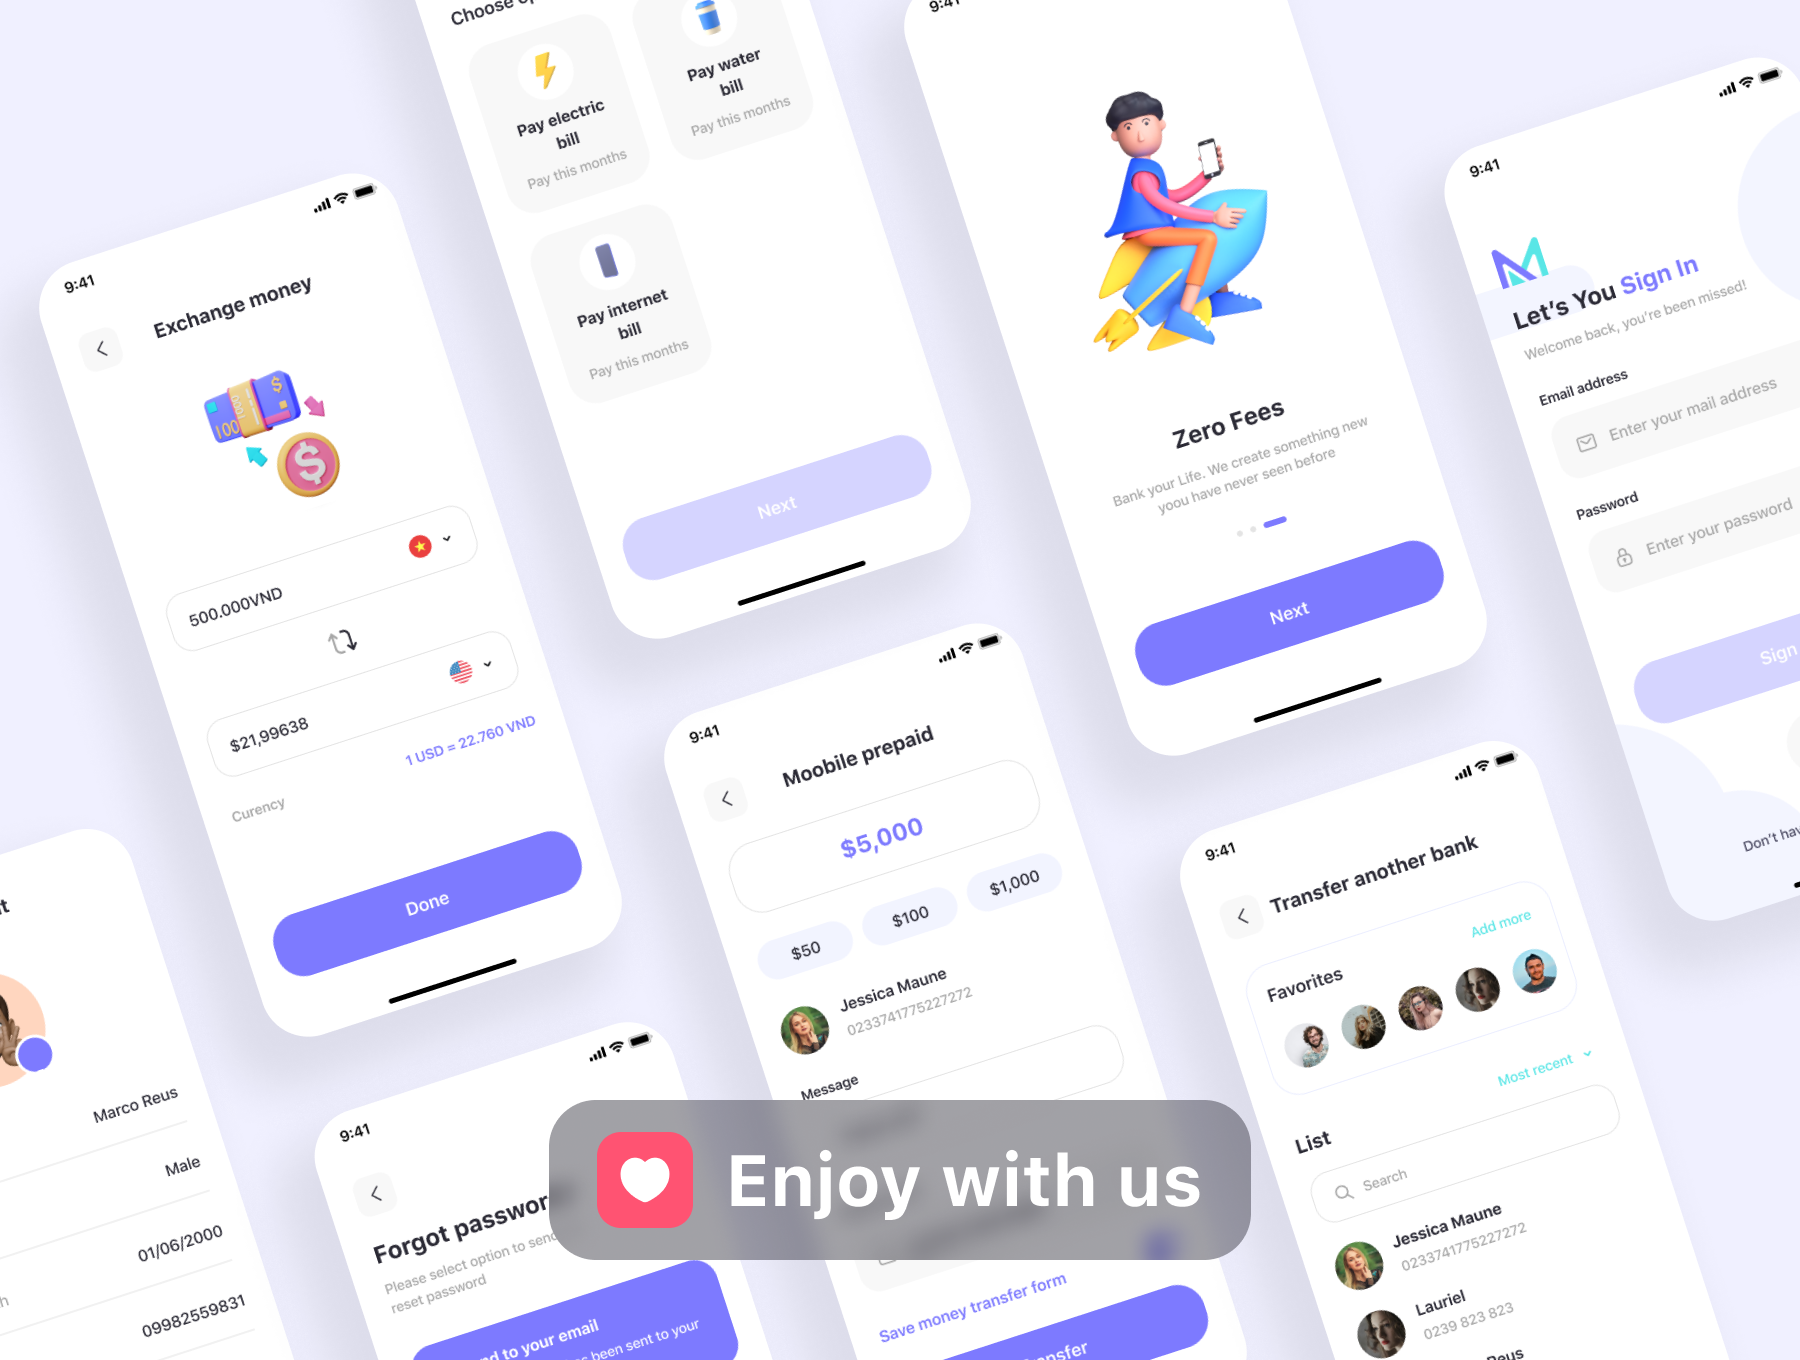 Choose
Pay electric
bill
Pay this months
Pay water
bill
Pay this months
Pay internet
bill
Pay this months
Next
9:41
Exchange money
1000
100
$
$
500.000VND
$21,99638
1 USD = 22.760 VND
Curency
Done
9:41
Zero Fees
Bank your Life. We create something new
yoou have never seen before
Next
9:41
Let's You Sign In
Welcome back, you're been missed!
Email address
Enter your mail address
Password
Enter your password
Sign
Don't
9:41
Moobile prepaid
$5,000
$50
$100
$1,000
Jessica Maune
0233741775227272
Message
Save money transfer form
9:41
Transfer another bank
Add more
Favorites
Most recent
List
Search
Jessica Maune
0233741775227272
Lauriel
0239 823 823
Reus
Marco Reus
Male
01/06/2000
09982559831
9:41
Forgot password
Please select option to send
reset password
to your email
been sent to your
Enjoy with us